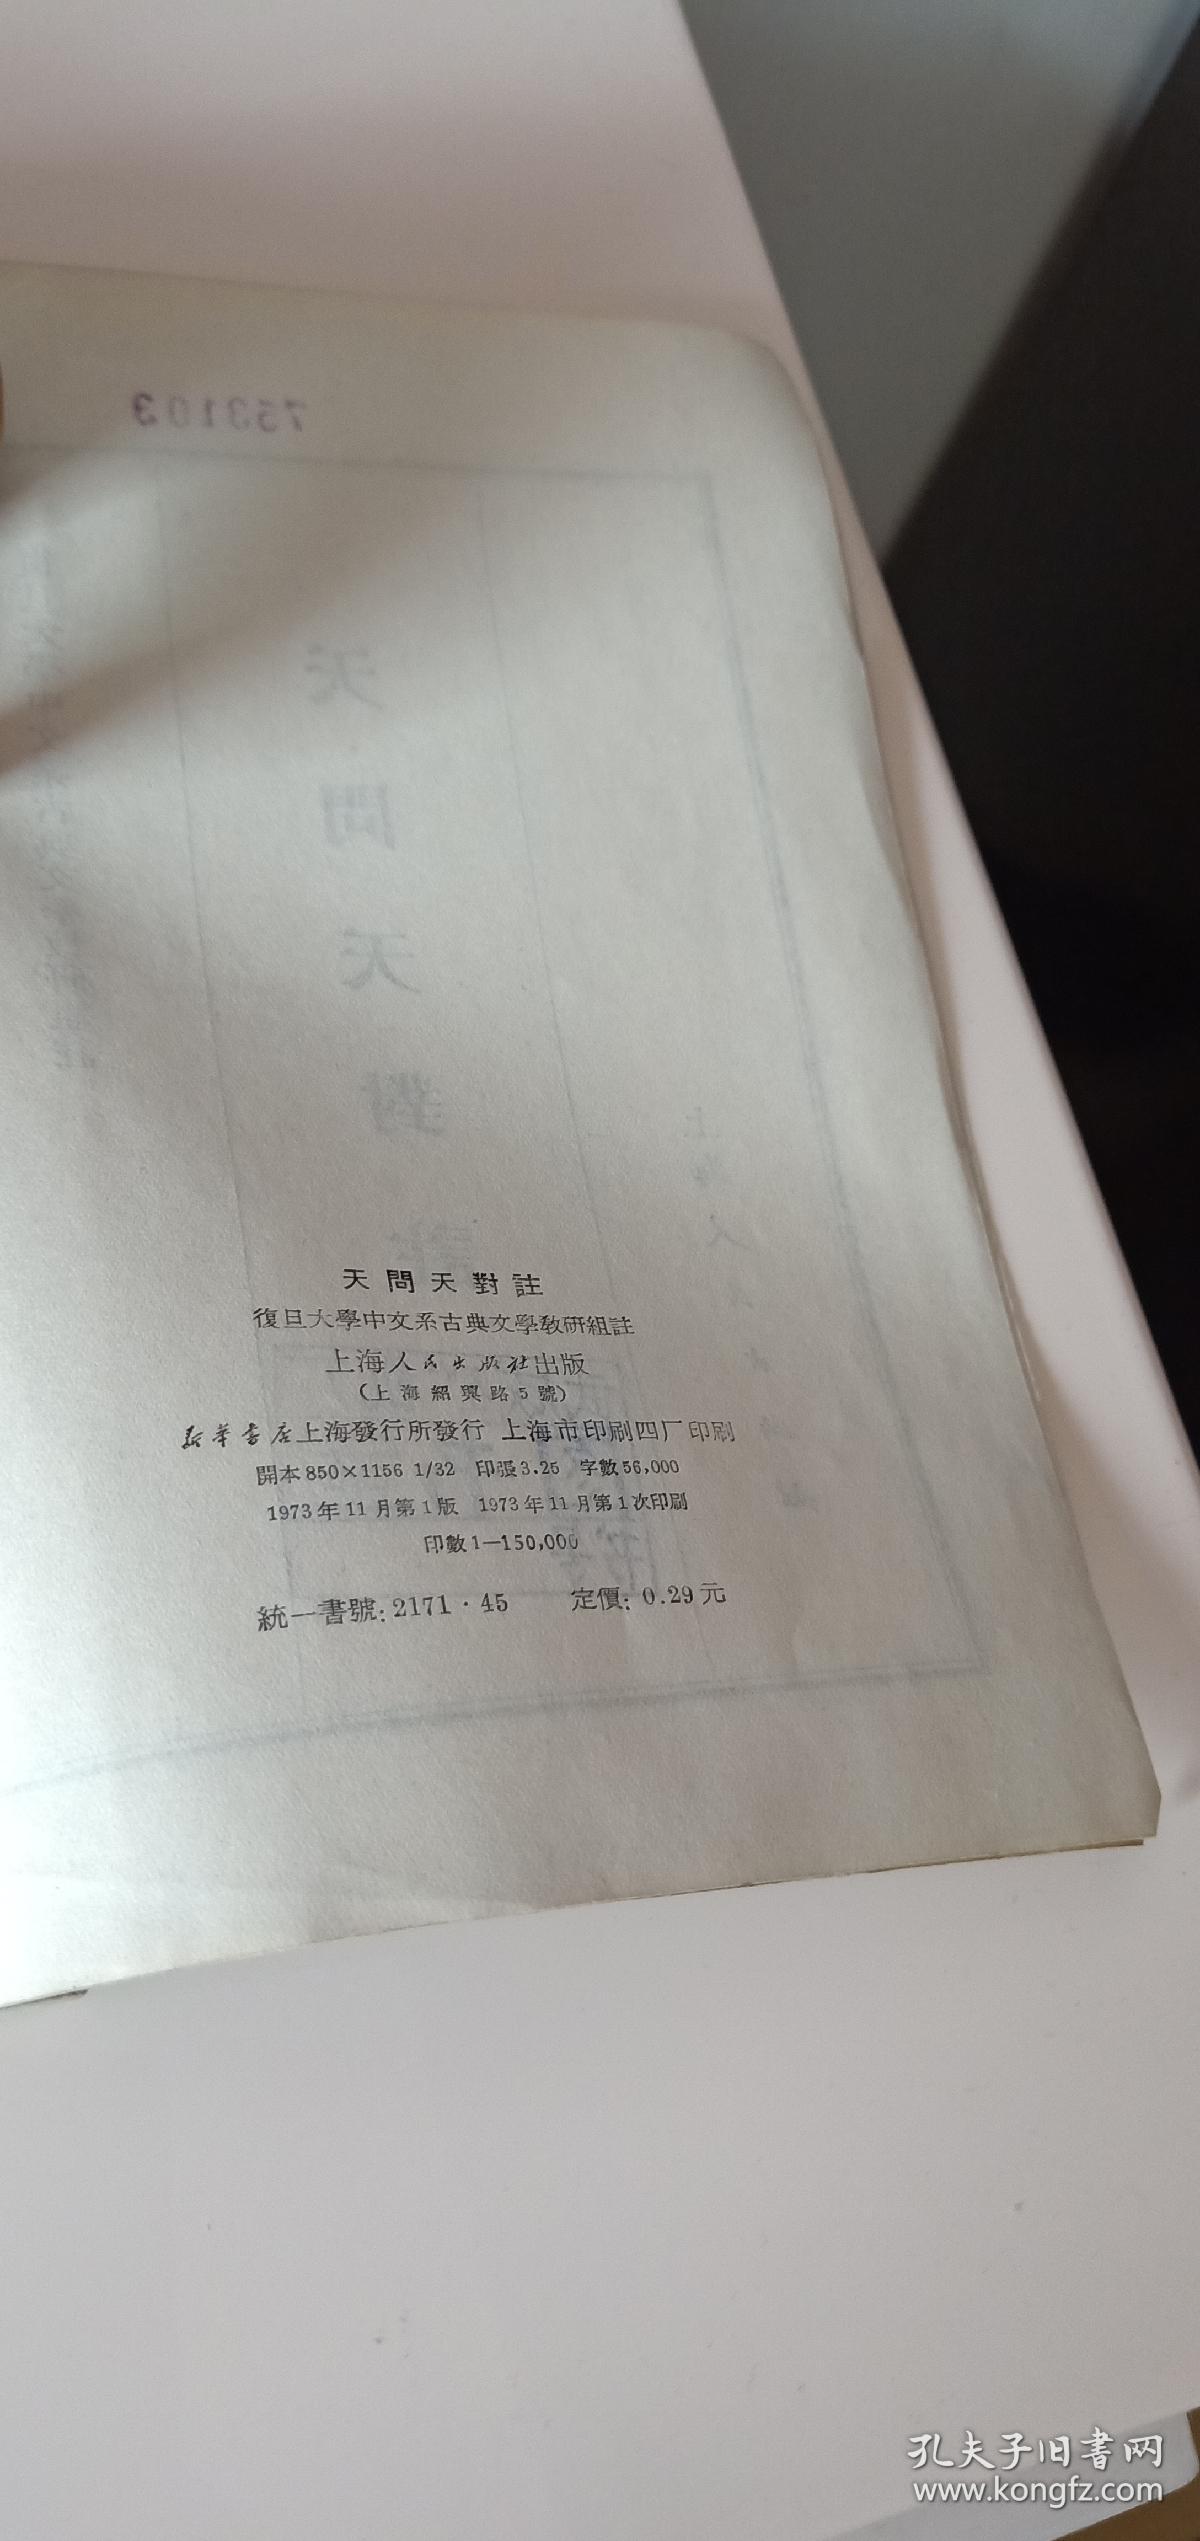 753103
天問天對註
復旦大學中文系古典文學教研組註
上海人民出版社出版
(上海紹興路5號)
新华书店上海發行所發行 上海市印刷四厂印刷
開本850×1156 1/32 印張3.25 字數56,000
1973年11月第1版 1973年11月第1次印刷
印數1—150,000
統一書號:2171·45 定價:0.29元
孔夫子旧書网
www.kongfz.com